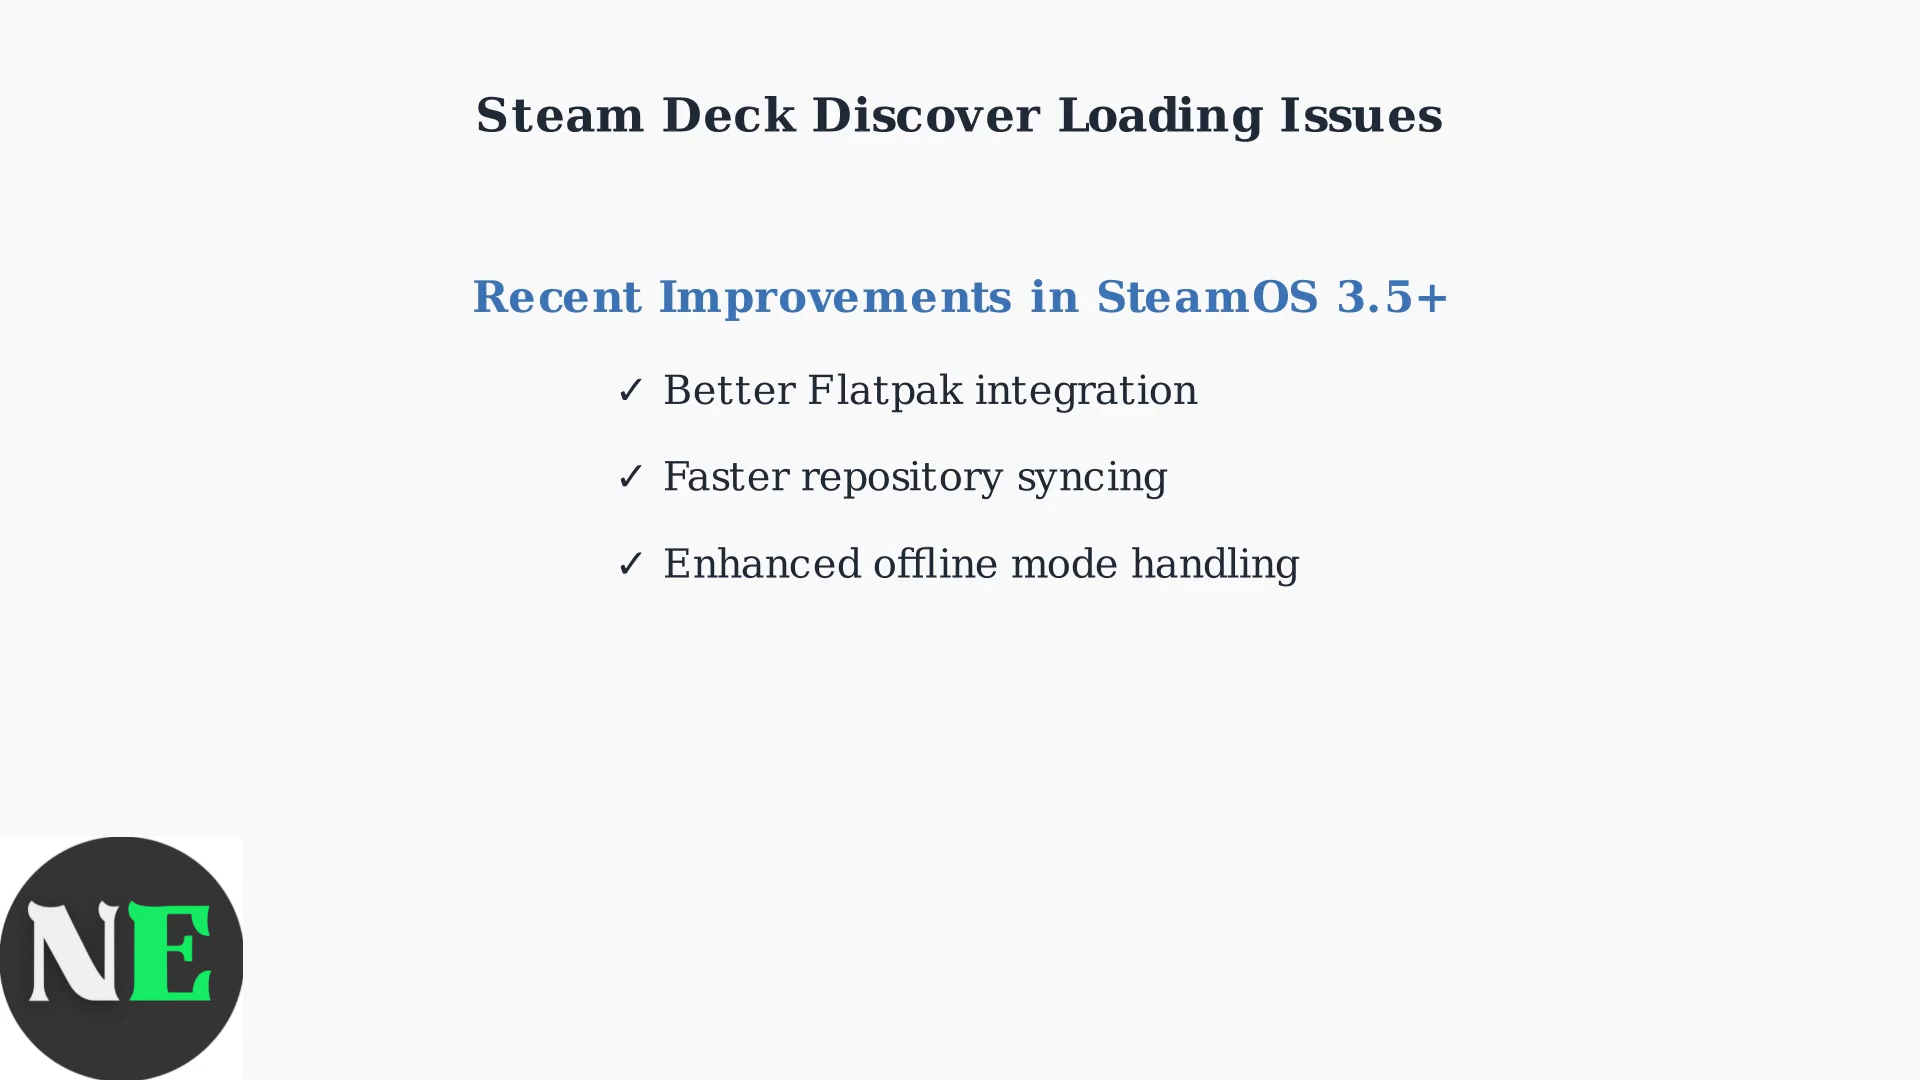 Steam Deck Discover Loading Issues
Recent Improvements in SteamOS 3.5+
✓ Better Flatpak integration
✓ Faster repository syncing
✓ Enhanced offline mode handling
NE